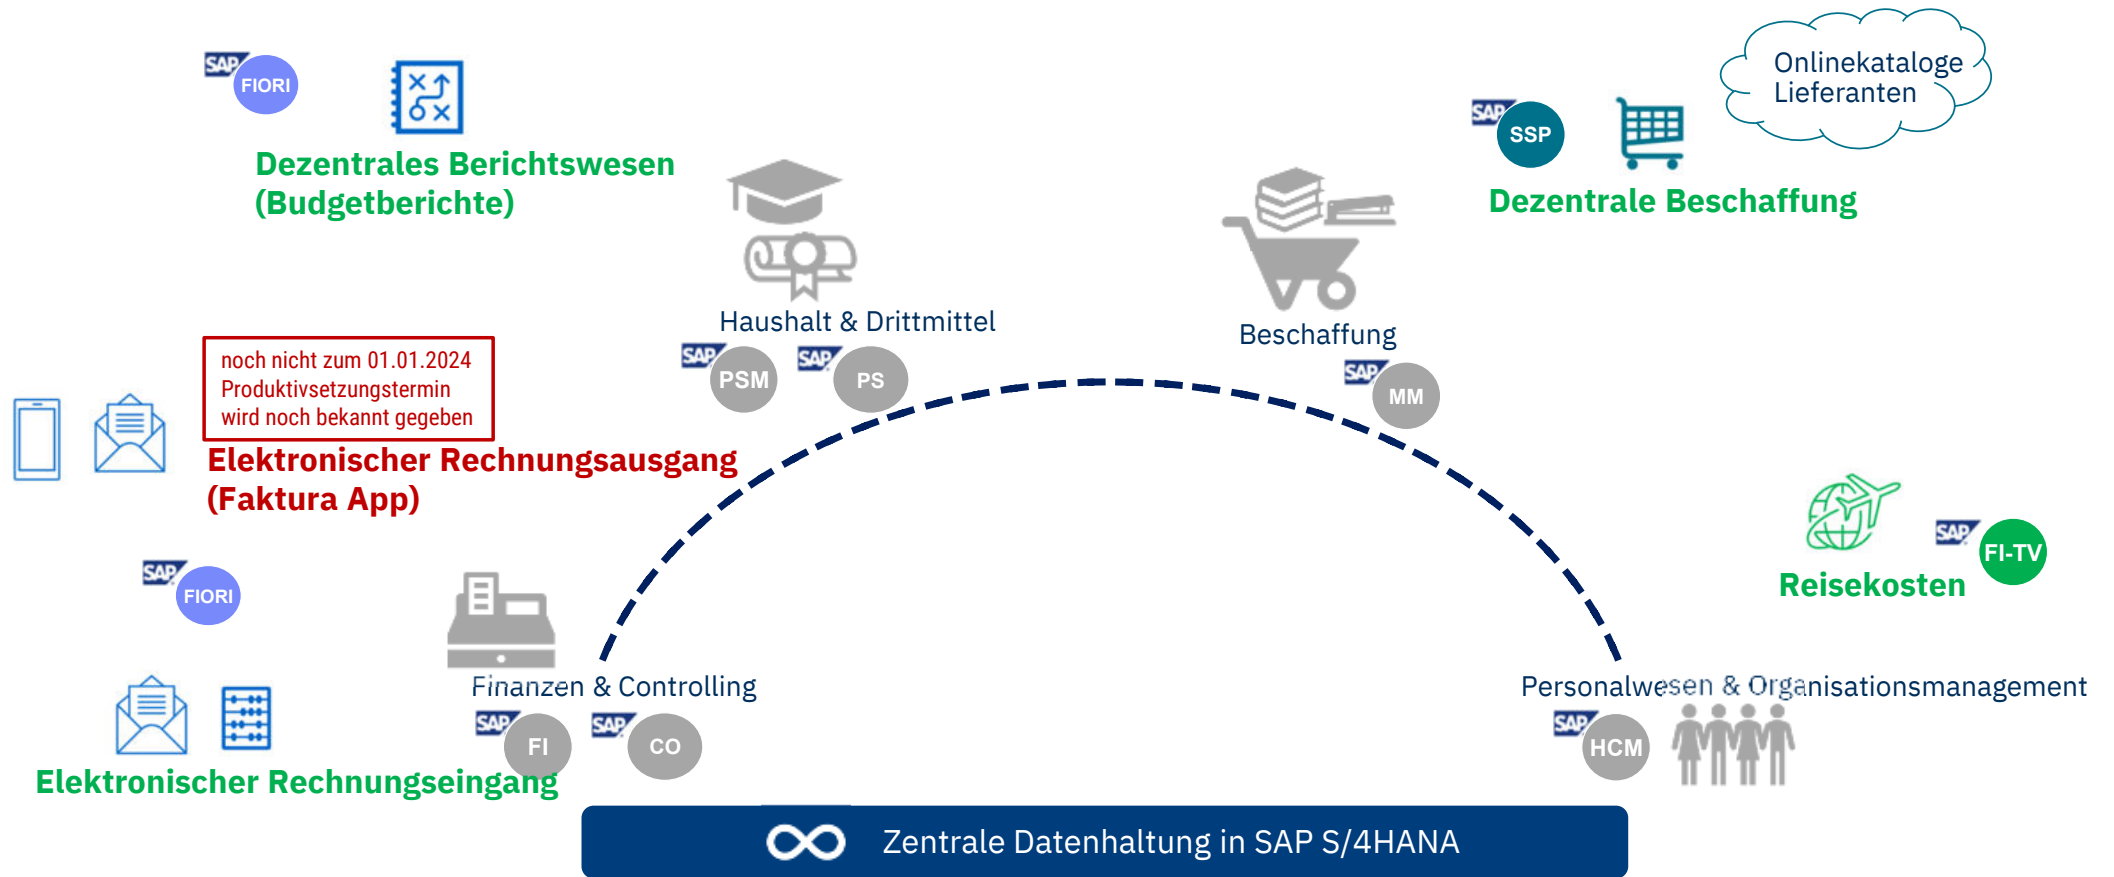 Onlinekataloge
Lieferanten
SAP
FIORI
Dezentrales Berichtswesen
(Budgetberichte)
SAP
SSP
Dezentrale Beschaffung
Haushalt & Drittmittel
SAP
PSM
SAP
PS
Beschaffung
SAP
MM
noch nicht zum 01.01.2024
Produktivsetzungstermin
wird noch bekannt gegeben
Elektronischer Rechnungsausgang
(Faktura App)
SAP
FI-TV
Reisekosten
SAP
FIORI
Finanzen & Controlling
SAP
FI
SAP
CO
Elektronischer Rechnungseingang
Personalwesen & Organisationsmanagement
SAP
HCM
Zentrale Datenhaltung in SAP S/4HANA